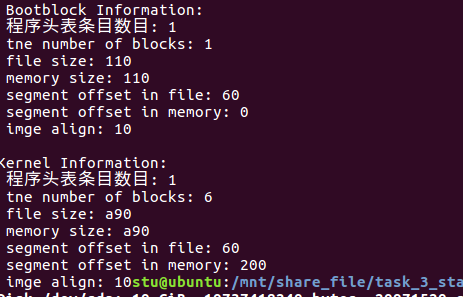 Bootblock Information:
程序头表条目数目: 1
tne number of blocks: 1
file size: 110
memory size: 110
segment offset in file: 60
segment offset in memory: 0
imge align: 10
Kernel Information:
程序头表条目数目: 1
tne number of blocks: 6
file size: a90
memory size: a90
segment offset in file: 60
segment offset in memory: 200
imge align: 10stu@ubuntu:/mnt/share_file/task_3_sta